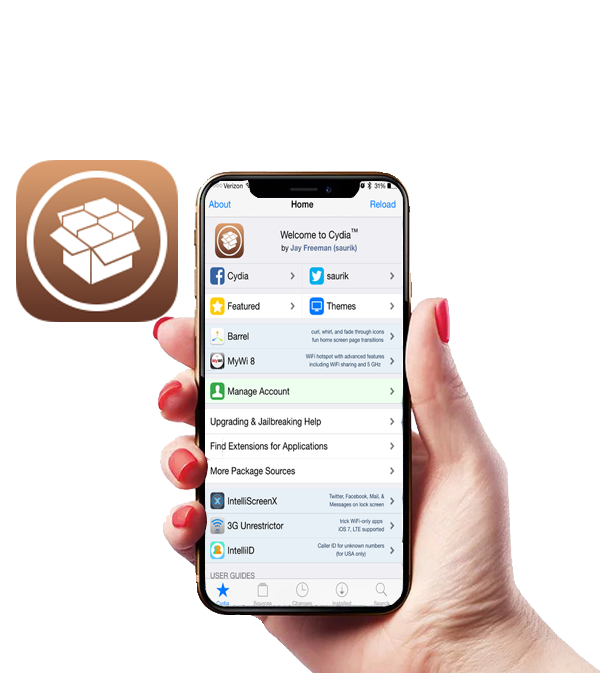 Verizon 31%
About Home Reload
Welcome to Cydia™
by Jay Freeman (saurik)
Cydia saurik
Featured Themes
Barrel curl, whirl, and fade through icons
fun home screen page transitions
MyWi 8 WiFi hotspot with advanced features
including WiFi sharing and 5 GHz
Manage Account
Upgrading & Jailbreaking Help
Find Extensions for Applications
More Package Sources
IntelliScreenX Twitter, Facebook, Mail, &
Messages on lock screen
3G Unrestrictor trick WiFi-only apps
iOS 7, LTE supported
IntelliID Caller ID for unknown numbers
(for USA only)
USER GUIDES
Cydia Sources Changes Installed Search